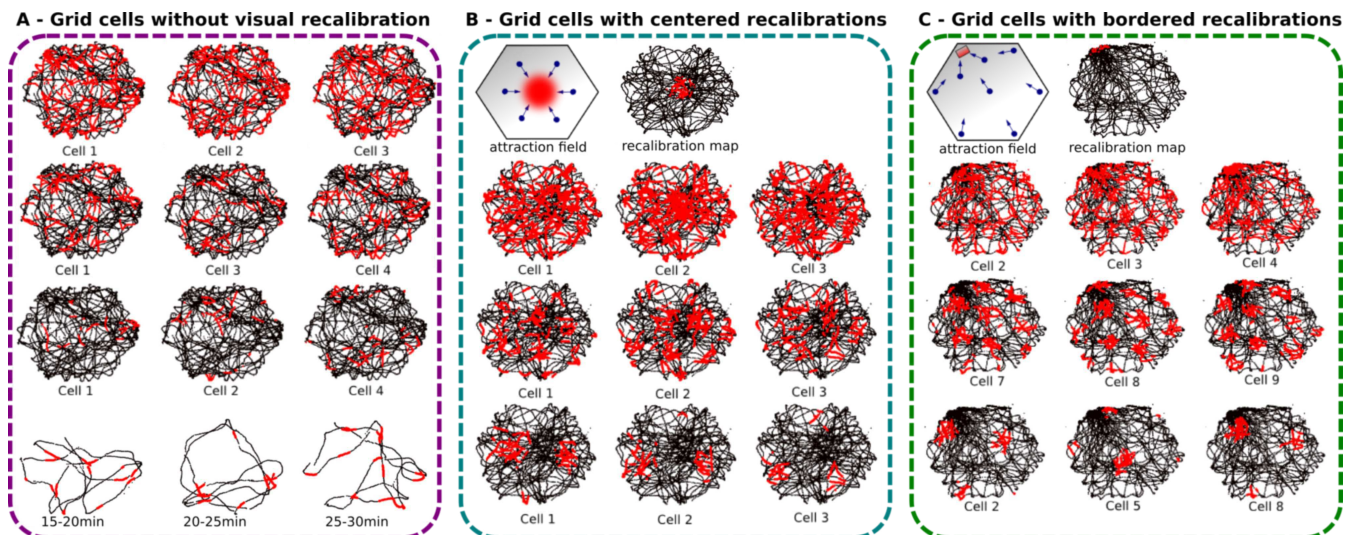 A - Grid cells without visual recalibration
Cell 1 Cell 2 Cell 3
Cell 1 Cell 3 Cell 4
Cell 1 Cell 2 Cell 4
15-20min 20-25min 25-30min
B - Grid cells with centered recalibrations
attraction field recalibration map
Cell 1 Cell 2 Cell 3
Cell 1 Cell 2 Cell 3
Cell 1 Cell 2 Cell 3
C - Grid cells with bordered recalibrations
attraction field recalibration map
Cell 2 Cell 3 Cell 4
Cell 7 Cell 8 Cell 9
Cell 2 Cell 5 Cell 8